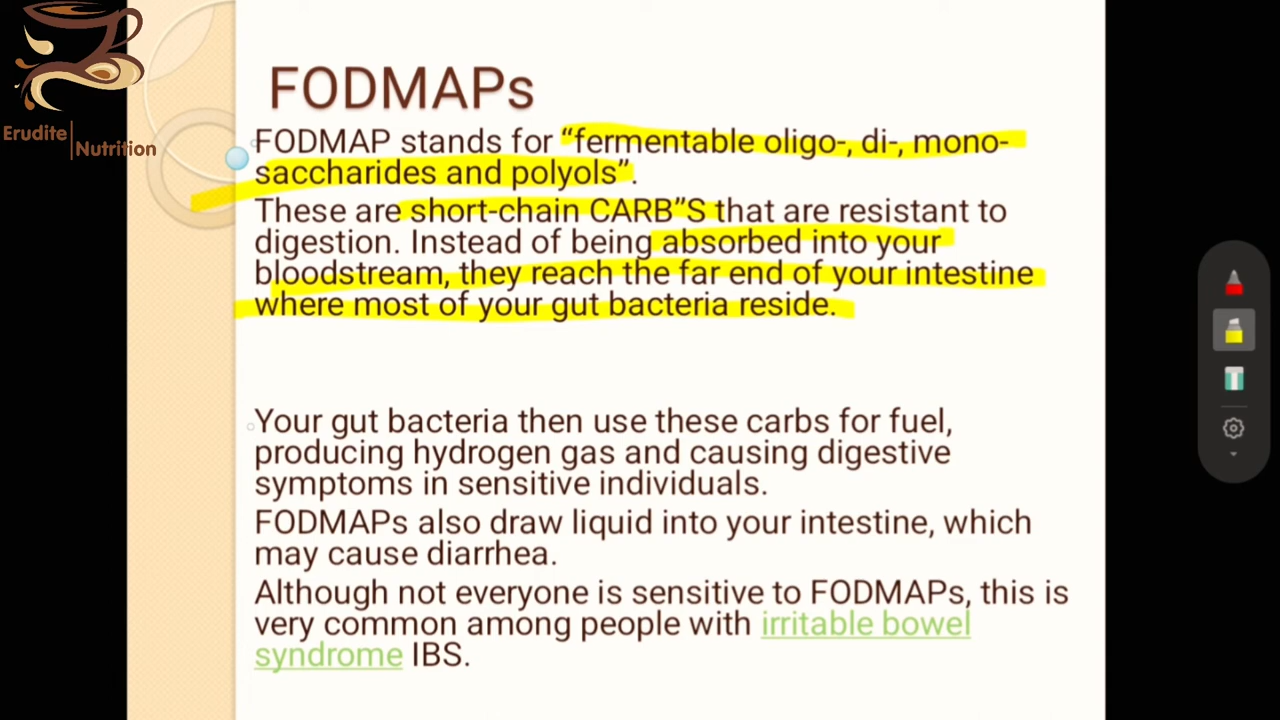 Erudite
Nutrition
FODMAPs
FODMAP stands for “fermentable oligo-, di-, mono-
saccharides and polyols”.
These are short-chain CARB”S that are resistant to
digestion. Instead of being absorbed into your
bloodstream, they reach the far end of your intestine
where most of your gut bacteria reside.
Your gut bacteria then use these carbs for fuel,
producing hydrogen gas and causing digestive
symptoms in sensitive individuals.
FODMAPs also draw liquid into your intestine, which
may cause diarrhea.
Although not everyone is sensitive to FODMAPs, this is
very common among people with irritable bowel
syndrome IBS.